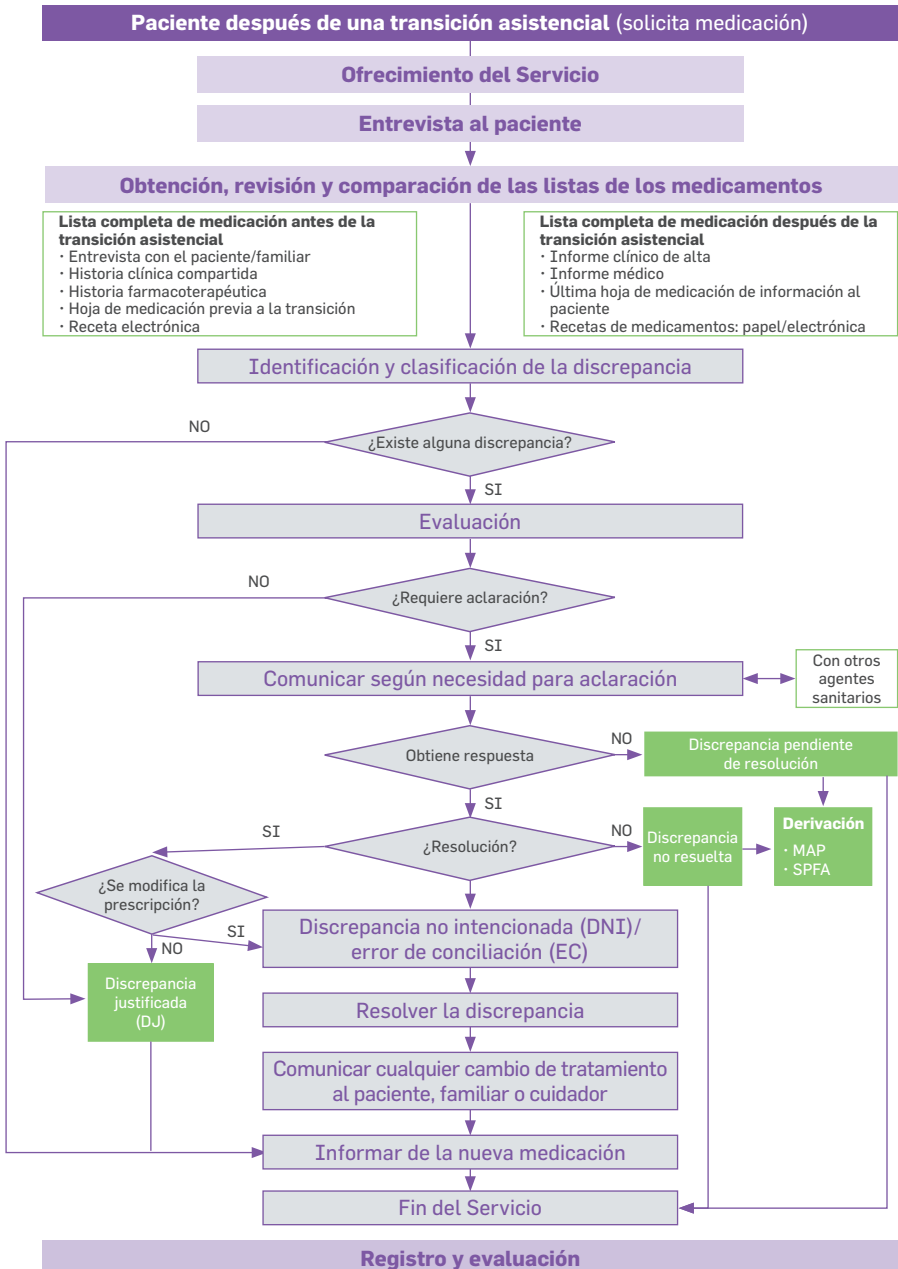 Paciente después de una transición asistencial (solicita medicación)
Ofrecimiento del Servicio
Entrevista al paciente
Obtención, revisión y comparación de las listas de los medicamentos
Lista completa de medicación antes de la
transición asistencial
· Entrevista con el paciente/familiar
· Historia clínica compartida
· Historia farmacoterapéutica
· Hoja de medicación previa a la transición
· Receta electrónica
Lista completa de medicación después de la
transición asistencial
· Informe clínico de alta
· Informe médico
· Última hoja de medicación de información al
paciente
· Recetas de medicamentos: papel/electrónica
Identificación y clasificación de la discrepancia
NO
¿Existe alguna discrepancia?
SI
Evaluación
NO
¿Requiere aclaración?
SI
Comunicar según necesidad para aclaración
Con otros
agentes
sanitarios
Obtiene respuesta
NO
Discrepancia pendiente
de resolución
SI
SI
¿Resolución?
NO
Discrepancia
no resuelta
Derivación
· MAP
· SPFA
¿Se modifica la
prescripción?
SI
NO
Discrepancia no intencionada (DNI)/
error de conciliación (EC)
Discrepancia
justificada
(DJ)
Resolver la discrepancia
Comunicar cualquier cambio de tratamiento
al paciente, familiar o cuidador
Informar de la nueva medicación
Fin del Servicio
Registro y evaluación